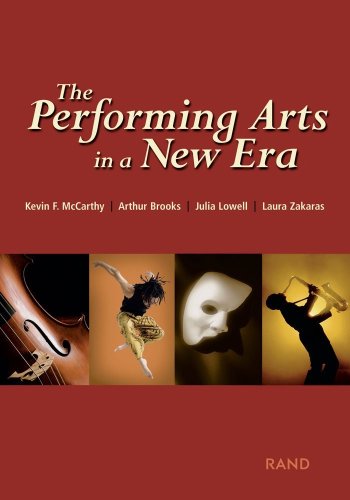 The
Performing Arts
in a New Era
Kevin F. McCarthy | Arthur Brooks | Julia Lowell | Laura Zakaras
RAND